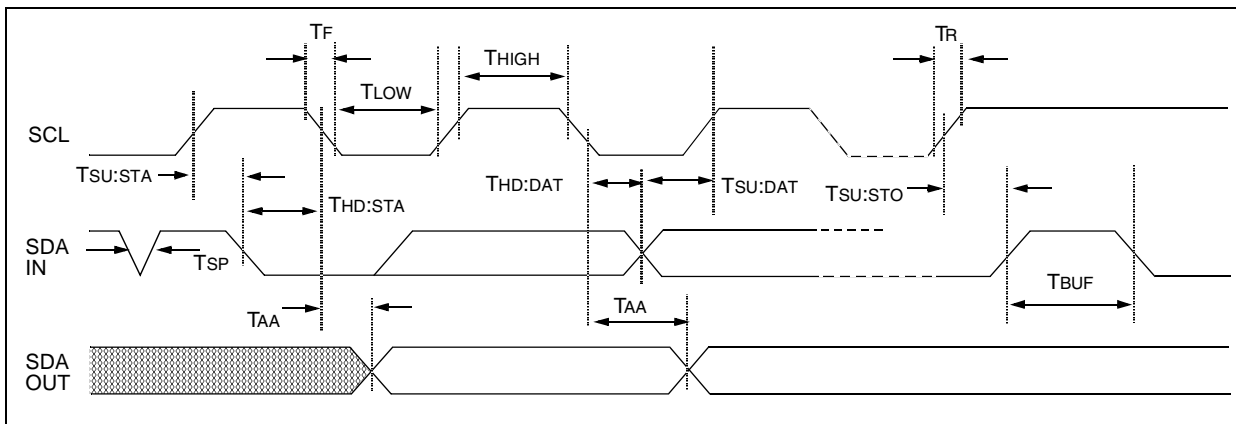 TF
TR
THIGH
TLOW
SCL
TSU:STA
THD:DAT
TSU:DAT
TSU:STO
THD:STA
SDA
IN
TSP
TBUF
TAA
TAA
SDA
OUT